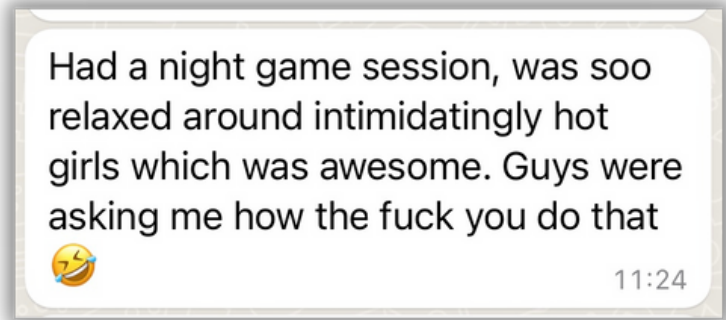 Had a night game session, was soo
relaxed around intimidatingly hot
girls which was awesome. Guys were
asking me how the fuck you do that
🤣
11:24